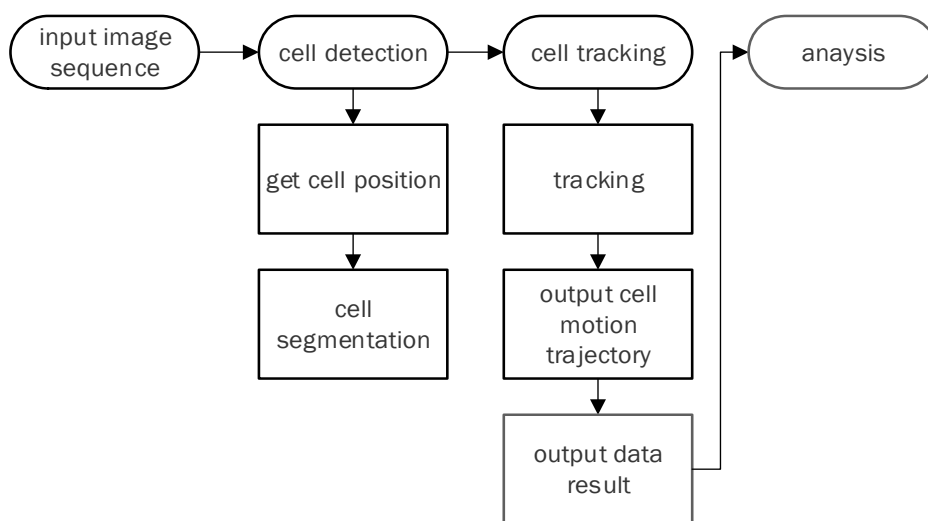 input image
sequence
cell detection
cell tracking
anaysis
get cell position
tracking
cell
segmentation
output cell
motion
trajectory
output data
result